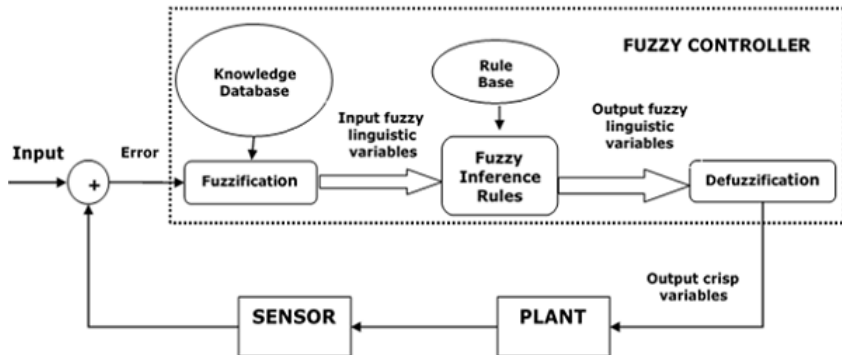 FUZZY CONTROLLER
Knowledge
Database
Rule
Base
Input fuzzy
linguistic
variables
Output fuzzy
linguistic
variables
Input
Error
+
Fuzzification
Fuzzy
Inference
Rules
Defuzzification
Output crisp
variables
SENSOR
PLANT